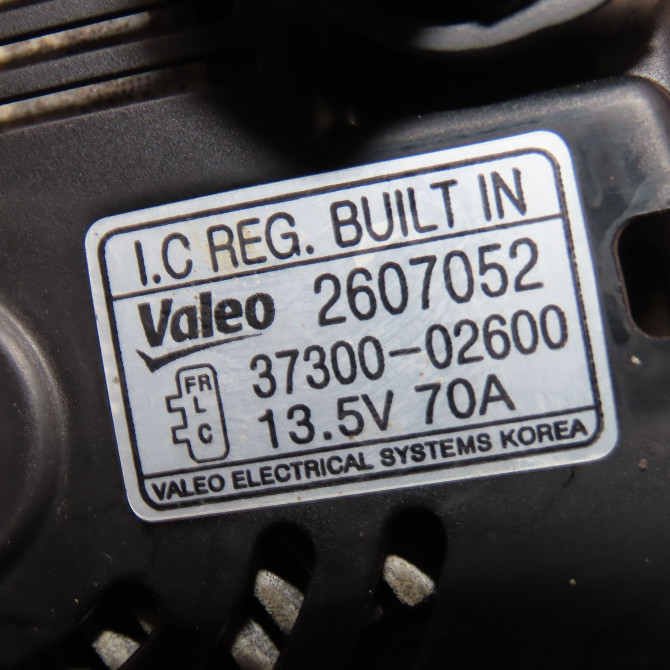 I.C REG. BUILT IN
Valeo 2607052
37300-02600
FR
L
C
13.5V 70A
VALEO ELECTRICAL SYSTEMS KOREA